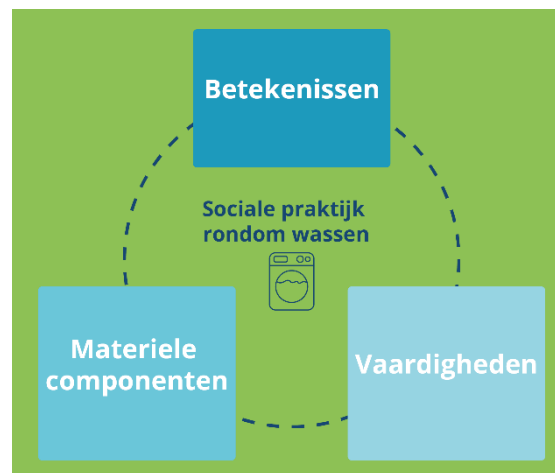 Betekenissen
Sociale praktijk
rondom wassen
Materiele
componenten
Vaardigheden